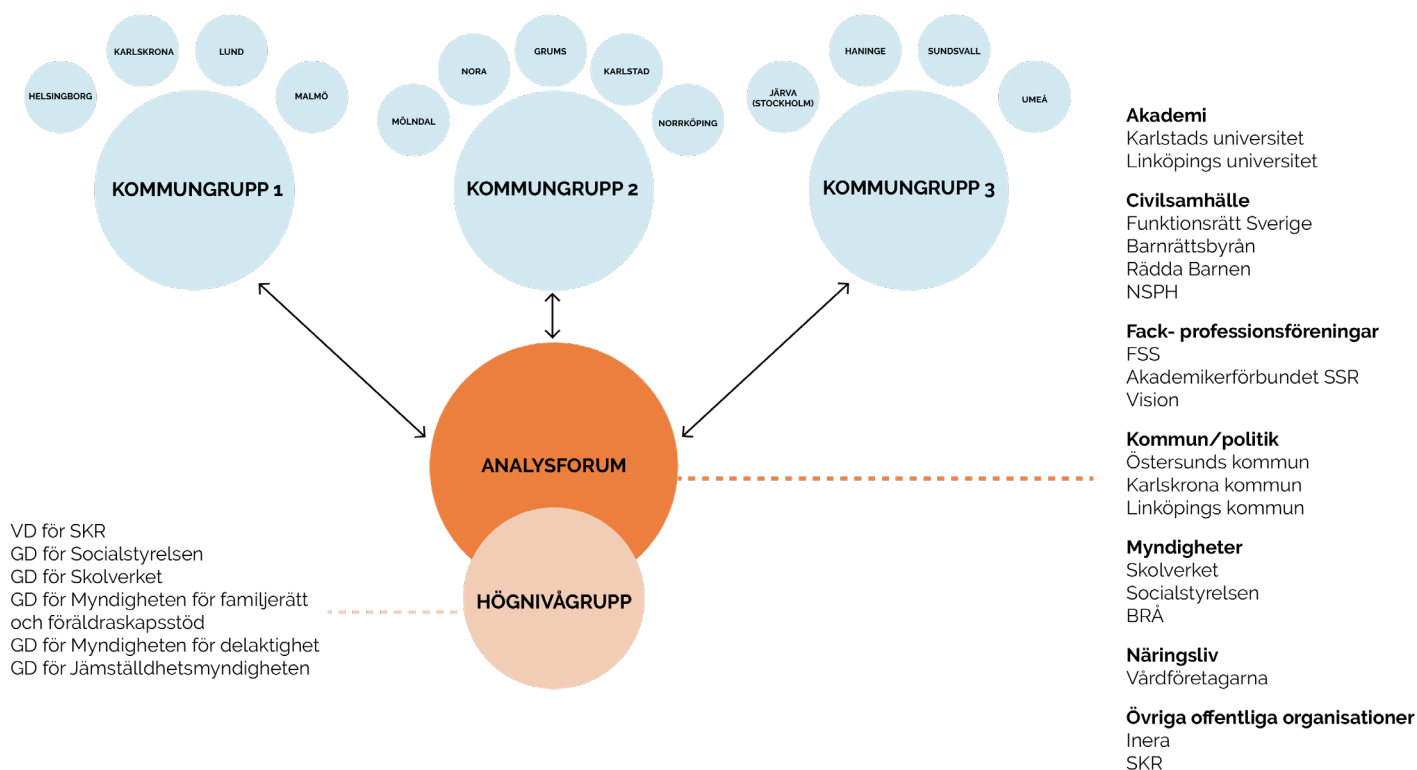 HELSINGBORG
KARLSKRONA
LUND
MALMÖ
KOMMUNGRUPP 1
MÖLNDAL
NORA
GRUMS
KARLSTAD
NORRKÖPING
KOMMUNGRUPP 2
JÄRVA
(STOCKHOLM)
HANINGE
SUNDSVALL
UMEÅ
KOMMUNGRUPP 3
ANALYSFORUM
HÖGNIVÅGRUPP
VD för SKR
GD för Socialstyrelsen
GD för Skolverket
GD för Myndigheten för familjerätt
och föräldraskapsstöd
GD för Myndigheten för delaktighet
GD för Jämställdhetsmyndigheten
Akademi
Karlstads universitet
Linköpings universitet
Civilsamhälle
Funktionsrätt Sverige
Barnrättsbyrån
Rädda Barnen
NSPH
Fack- professionsföreningar
FSS
Akademikerförbundet SSR
Vision
Kommun/politik
Östersunds kommun
Karlskrona kommun
Linköpings kommun
Myndigheter
Skolverket
Socialstyrelsen
BRÅ
Näringsliv
Vårdföretagarna
Övriga offentliga organisationer
Inera
SKR